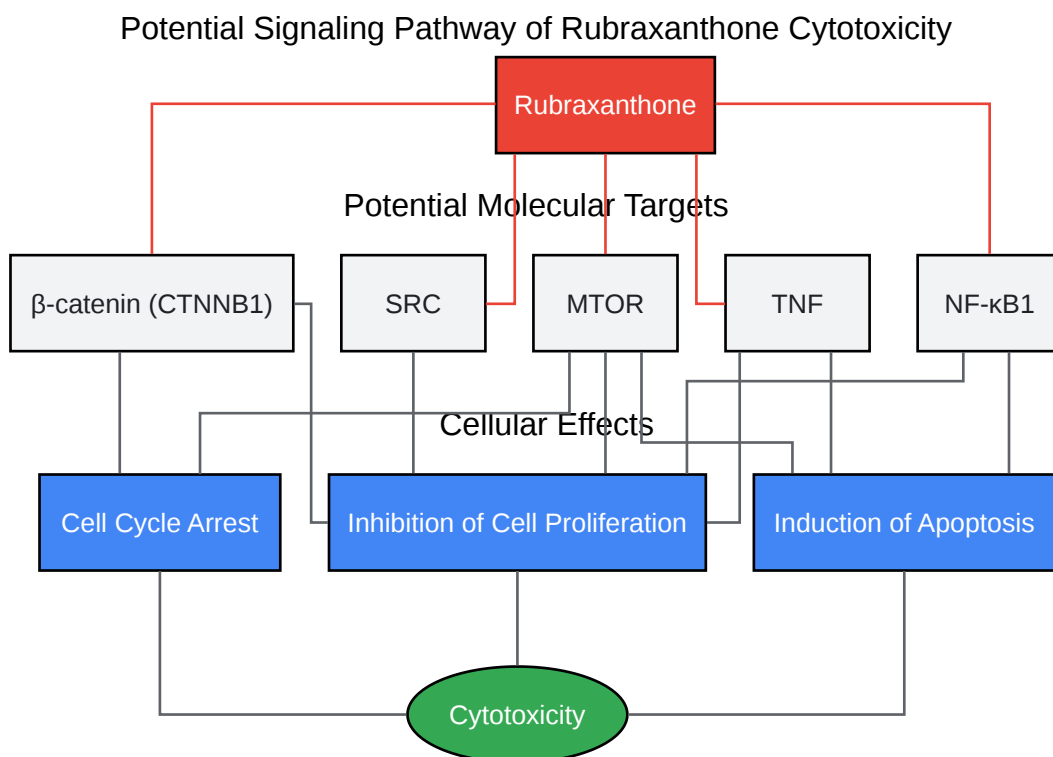 Potential Signaling Pathway of Rubraxanthone Cytotoxicity
Rubraxanthone
Potential Molecular Targets
β-catenin (CTNNB1)
SRC
MTOR
TNF
NF-κB1
Cellular Effects
Cell Cycle Arrest
Inhibition of Cell Proliferation
Induction of Apoptosis
Cytotoxicity